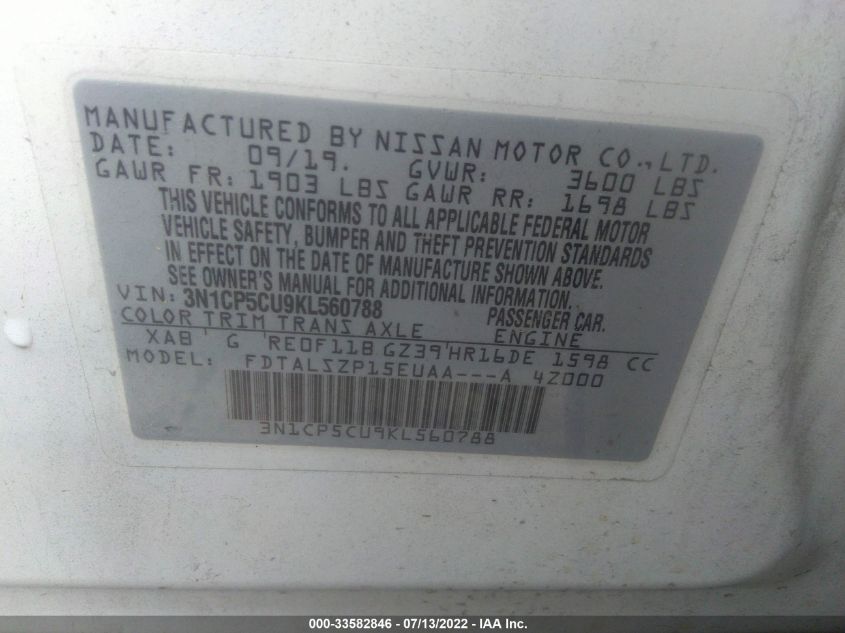 MANUFACTURED BY NISSAN MOTOR CO., LTD.
DATE: 09/19. GVWR: 3600 LBS
GAWR FR: 1903 LBS GAWR RR: 1698 LBS
THIS VEHICLE CONFORMS TO ALL APPLICABLE FEDERAL MOTOR
VEHICLE SAFETY, BUMPER AND THEFT PREVENTION STANDARDS
IN EFFECT ON THE DATE OF MANUFACTURE SHOWN ABOVE.
SEE OWNER'S MANUAL FOR ADDITIONAL INFORMATION.
VIN: 3N1CP5CU9KL560788 PASSENGER CAR.
COLOR TRIM TRANS AXLE ENGINE
XAB ' G 'RE0F11B GZ39'HR16DE 1598 CC
MODEL: FDTALSZP15EUAA---A 4Z000
3N1CP5CU9KL560788
000-33582846 - 07/13/2022 - IAA Inc.